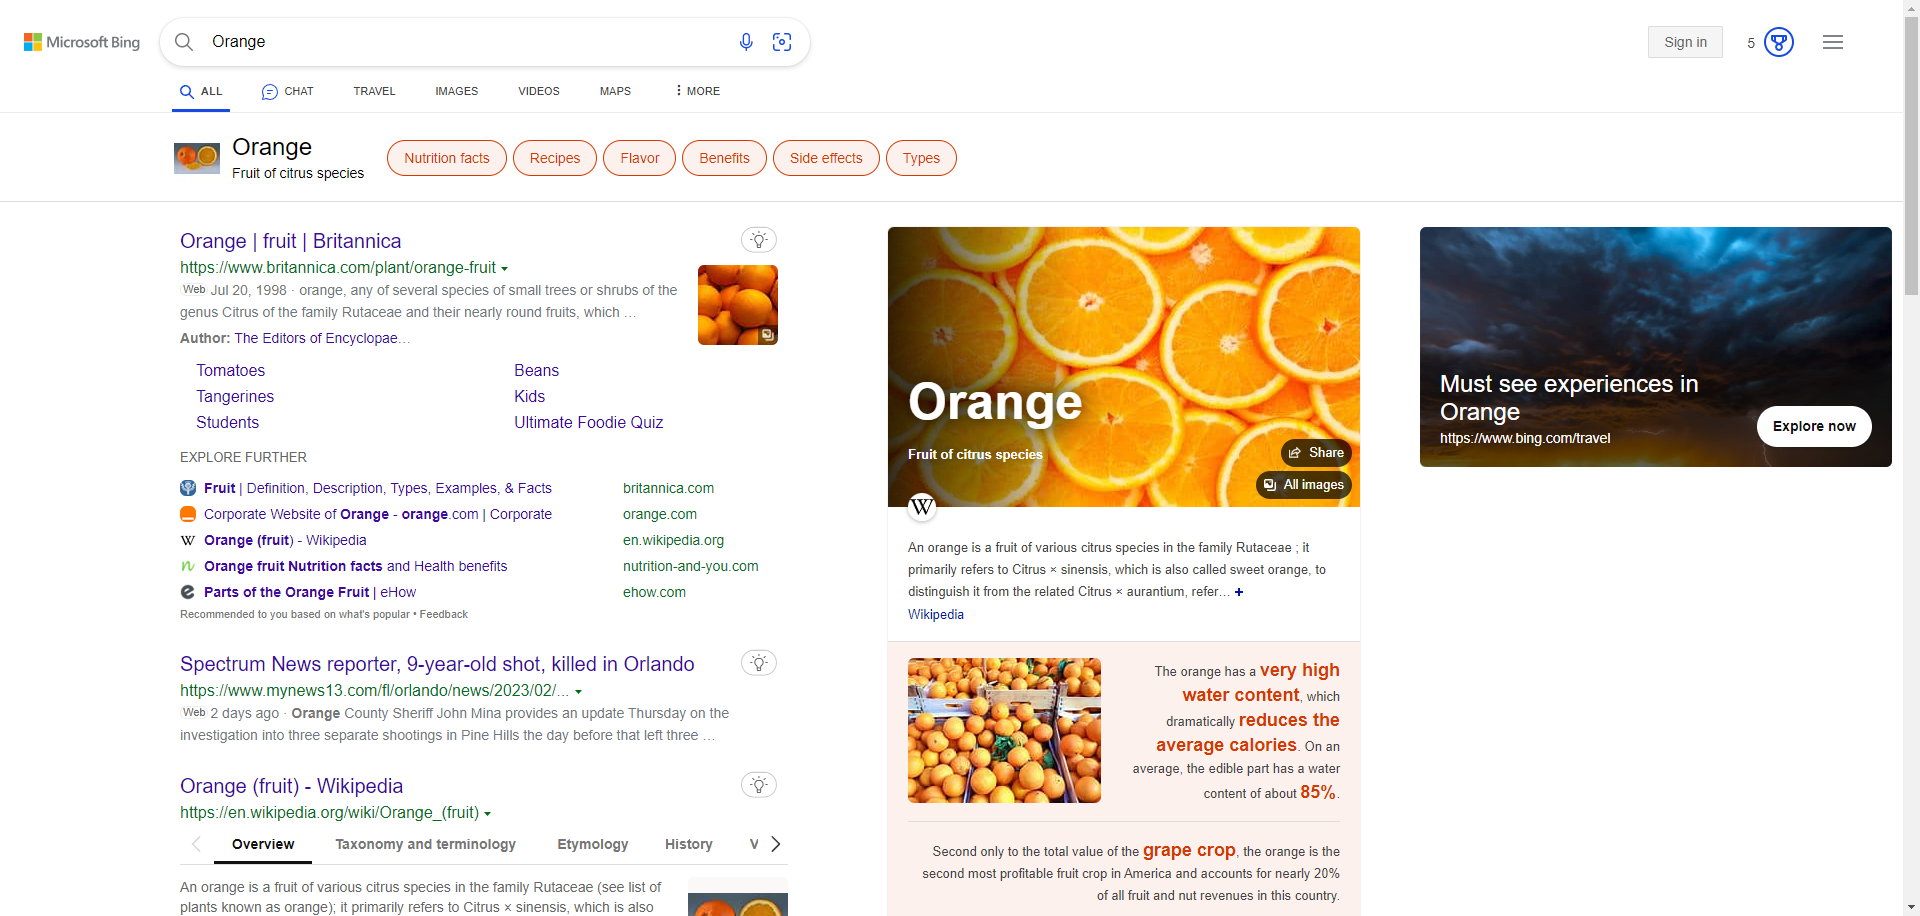 Microsoft Bing
Orange
Sign in
5
ALL
CHAT
TRAVEL
IMAGES
VIDEOS
MAPS
MORE
Orange
Fruit of citrus species
Nutrition facts
Recipes
Flavor
Benefits
Side effects
Types
Orange | fruit | Britannica
https://www.britannica.com/plant/orange-fruit
Web Jul 20, 1998 · orange, any of several species of small trees or shrubs of the
genus Citrus of the family Rutaceae and their nearly round fruits, which …
Author: The Editors of Encyclopae…
Tomatoes
Beans
Tangerines
Kids
Students
Ultimate Foodie Quiz
EXPLORE FURTHER
Fruit | Definition, Description, Types, Examples, & Facts britannica.com
Corporate Website of Orange - orange.com | Corporate orange.com
W Orange (fruit) - Wikipedia en.wikipedia.org
n Orange fruit Nutrition facts and Health benefits nutrition-and-you.com
e Parts of the Orange Fruit | eHow ehow.com
Recommended to you based on what's popular • Feedback
Spectrum News reporter, 9-year-old shot, killed in Orlando
https://www.mynews13.com/fl/orlando/news/2023/02/...
Web 2 days ago · Orange County Sheriff John Mina provides an update Thursday on the
investigation into three separate shootings in Pine Hills the day before that left three …
Orange (fruit) - Wikipedia
https://en.wikipedia.org/wiki/Orange_(fruit)
Overview
Taxonomy and terminology
Etymology
History
V
An orange is a fruit of various citrus species in the family Rutaceae (see list of
plants known as orange); it primarily refers to Citrus × sinensis, which is also
Orange
Fruit of citrus species
Share
All images
W
An orange is a fruit of various citrus species in the family Rutaceae ; it
primarily refers to Citrus × sinensis, which is also called sweet orange, to
distinguish it from the related Citrus × aurantium, refer… +
Wikipedia
The orange has a very high
water content, which
dramatically reduces the
average calories. On an
average, the edible part has a water
content of about 85%.
Second only to the total value of the grape crop, the orange is the
second most profitable fruit crop in America and accounts for nearly 20%
of all fruit and nut revenues in this country.
Must see experiences in
Orange
https://www.bing.com/travel
Explore now